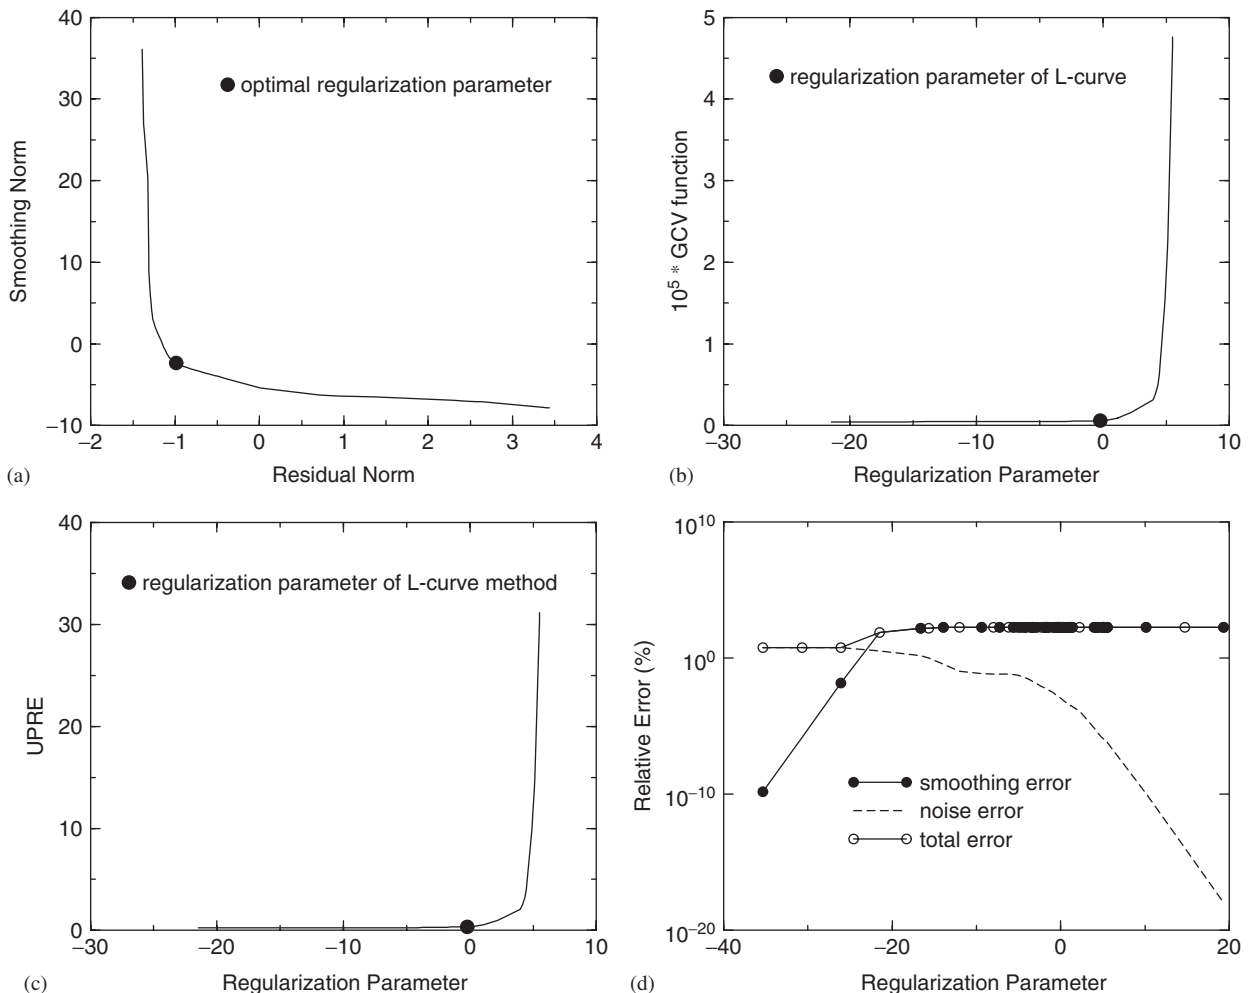 40
30
20
10
0
−10
Smoothing Norm
optimal regularization parameter
−2
−1
0
1
2
3
4
(a)
Residual Norm
5
4
3
2
1
0
10^5 * GCV function
regularization parameter of L-curve
−30
−20
−10
0
10
(b)
Regularization Parameter
40
30
20
10
0
UPRE
regularization parameter of L-curve method
−30
−20
−10
0
10
(c)
Regularization Parameter
10^10
10^0
10^−10
10^−20
Relative Error (%)
smoothing error
noise error
total error
−40
−20
0
20
(d)
Regularization Parameter